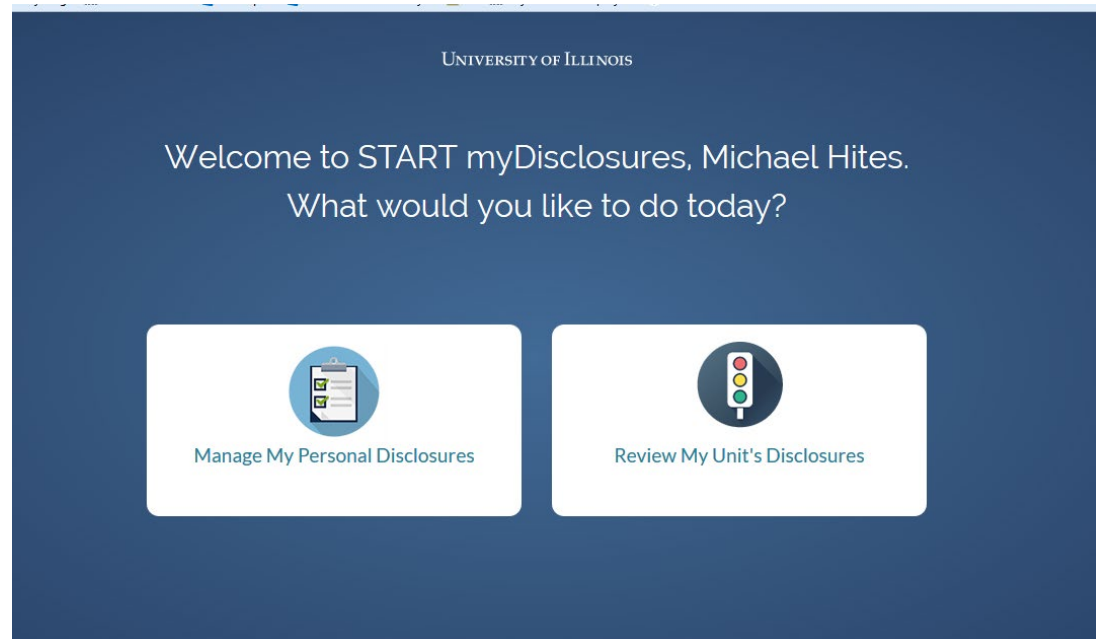 UNIVERSITY OF ILLINOIS
Welcome to START myDisclosures, Michael Hites.
What would you like to do today?
Manage My Personal Disclosures
Review My Unit's Disclosures